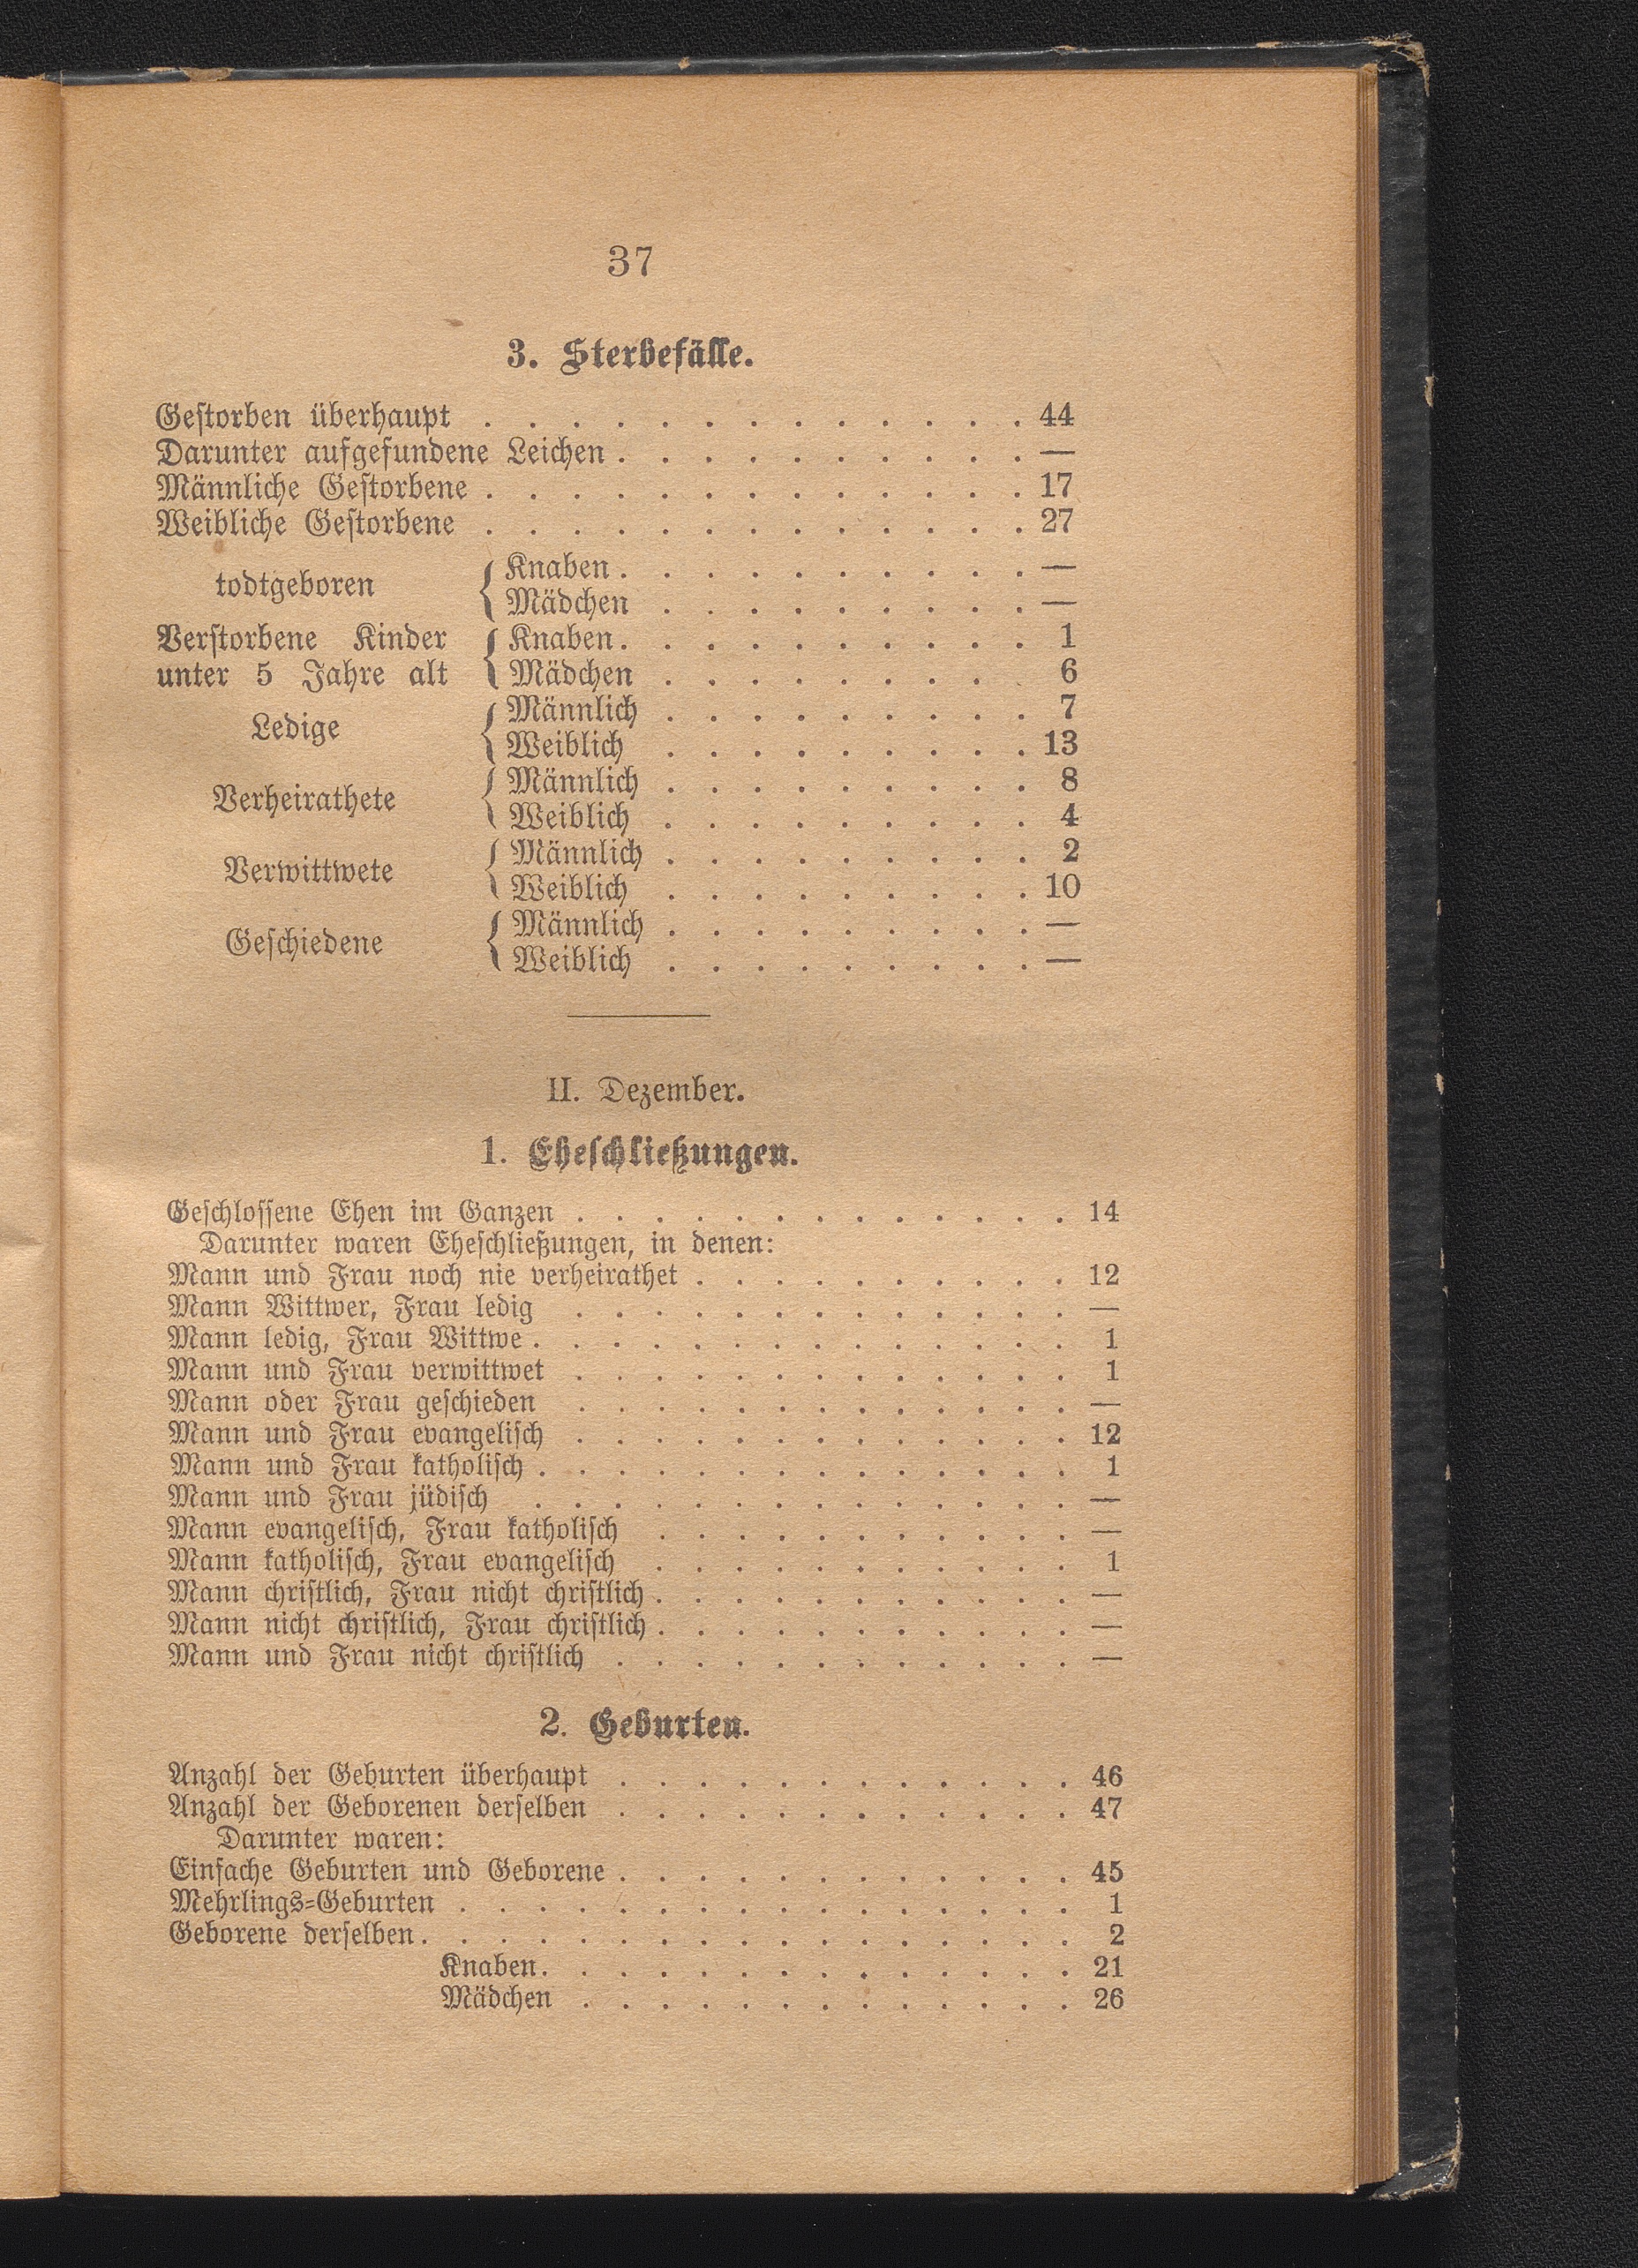 37
3. Sterbefälle.
Gestorben überhaupt . . . . . . . . . . . . . 44
Darunter aufgefundene Leichen . . . . . . . . . . —
Männliche Gestorbene . . . . . . . . . . . . . 17
Weibliche Gestorbene . . . . . . . . . . . . . 27
todtgeboren { Knaben . . . . . . . . . . —
Mädchen . . . . . . . . . —
Verstorbene Kinder { Knaben . . . . . . . . . . 1
unter 5 Jahre alt Mädchen . . . . . . . . . 6
Ledige { Männlich . . . . . . . . . 7
Weiblich . . . . . . . . . 13
Verheirathete { Männlich . . . . . . . . . 8
Weiblich . . . . . . . . . 4
Verwittwete { Männlich . . . . . . . . . 2
Weiblich . . . . . . . . . 10
Geschiedene { Männlich . . . . . . . . . —
Weiblich . . . . . . . . . —
II. Dezember.
1. Eheschließungen.
Geschlossene Ehen im Ganzen . . . . . . . . . . . . . 14
Darunter waren Eheschließungen, in denen:
Mann und Frau noch nie verheirathet . . . . . . . . . . 12
Mann Wittwer, Frau ledig . . . . . . . . . . . . . —
Mann ledig, Frau Wittwe . . . . . . . . . . . . . . 1
Mann und Frau verwittwet . . . . . . . . . . . . . 1
Mann oder Frau geschieden . . . . . . . . . . . . . —
Mann und Frau evangelisch . . . . . . . . . . . . . 12
Mann und Frau katholisch . . . . . . . . . . . . . . 1
Mann und Frau jüdisch . . . . . . . . . . . . . . —
Mann evangelisch, Frau katholisch . . . . . . . . . . . —
Mann katholisch, Frau evangelisch . . . . . . . . . . . 1
Mann christlich, Frau nicht christlich . . . . . . . . . . . —
Mann nicht christlich, Frau christlich . . . . . . . . . . . —
Mann und Frau nicht christlich . . . . . . . . . . . . —
2. Geburten.
Anzahl der Geburten überhaupt . . . . . . . . . . . . 46
Anzahl der Geborenen derselben . . . . . . . . . . . . 47
Darunter waren:
Einfache Geburten und Geborene . . . . . . . . . . . . 45
Mehrlings-Geburten . . . . . . . . . . . . . . . . 1
Geborene derselben . . . . . . . . . . . . . . . . . 2
Knaben . . . . . . . . . . . . . . 21
Mädchen . . . . . . . . . . . . . 26